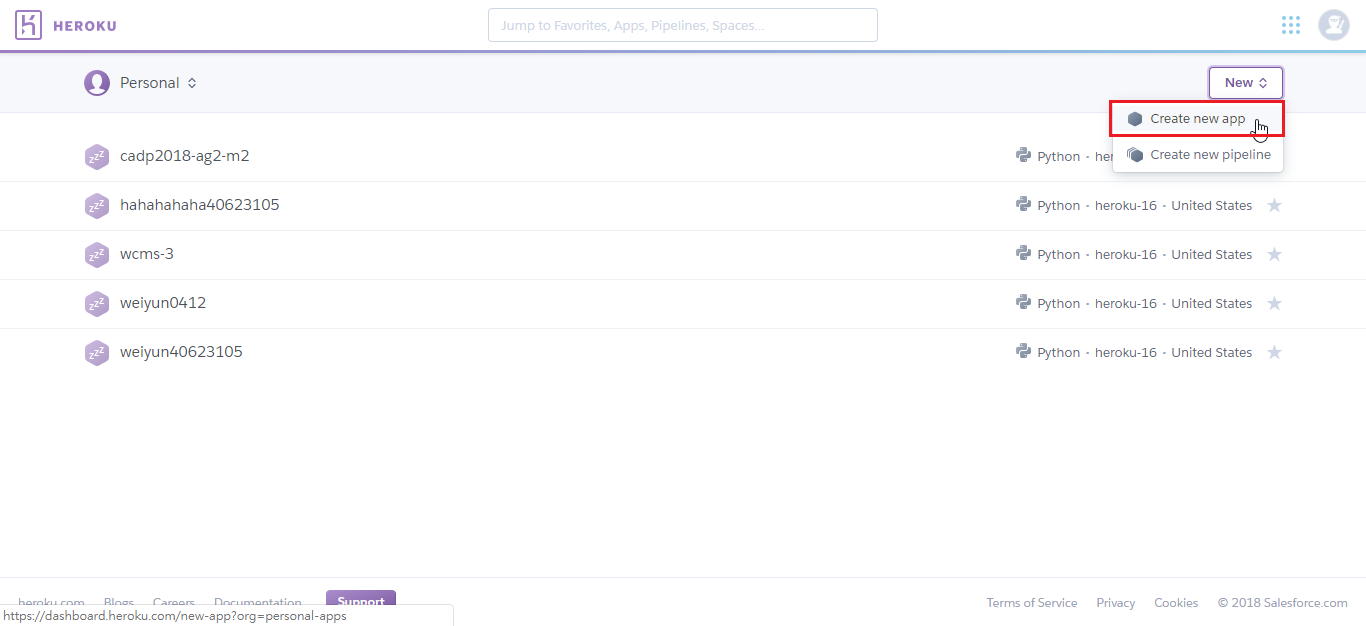 HEROKU
Jump to Favorites, Apps, Pipelines, Spaces...
Personal
New
Create new app
Create new pipeline
cadp2018-ag2-m2
Python
hahahahaha40623105
Python · heroku-16 · United States
wcms-3
Python · heroku-16 · United States
weiyun0412
Python · heroku-16 · United States
weiyun40623105
Python · heroku-16 · United States
heroku.com Blogs Careers Documentation Support
Terms of Service Privacy Cookies © 2018 Salesforce.com
https://dashboard.heroku.com/new-app?org=personal-apps